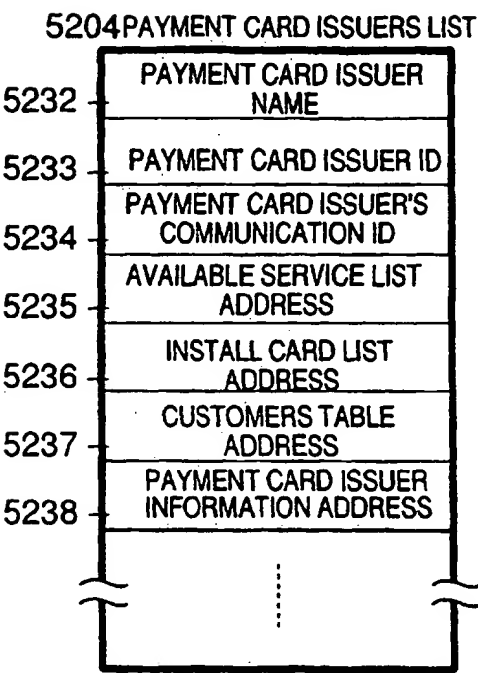 5204 PAYMENT CARD ISSUERS LIST
PAYMENT CARD ISSUER
5232 NAME
5233 PAYMENT CARD ISSUER ID
PAYMENT CARD ISSUER'S
5234 COMMUNICATION ID
AVAILABLE SERVICE LIST
5235 ADDRESS
INSTALL CARD LIST
5236 ADDRESS
CUSTOMERS TABLE
5237 ADDRESS
PAYMENT CARD ISSUER
5238 INFORMATION ADDRESS